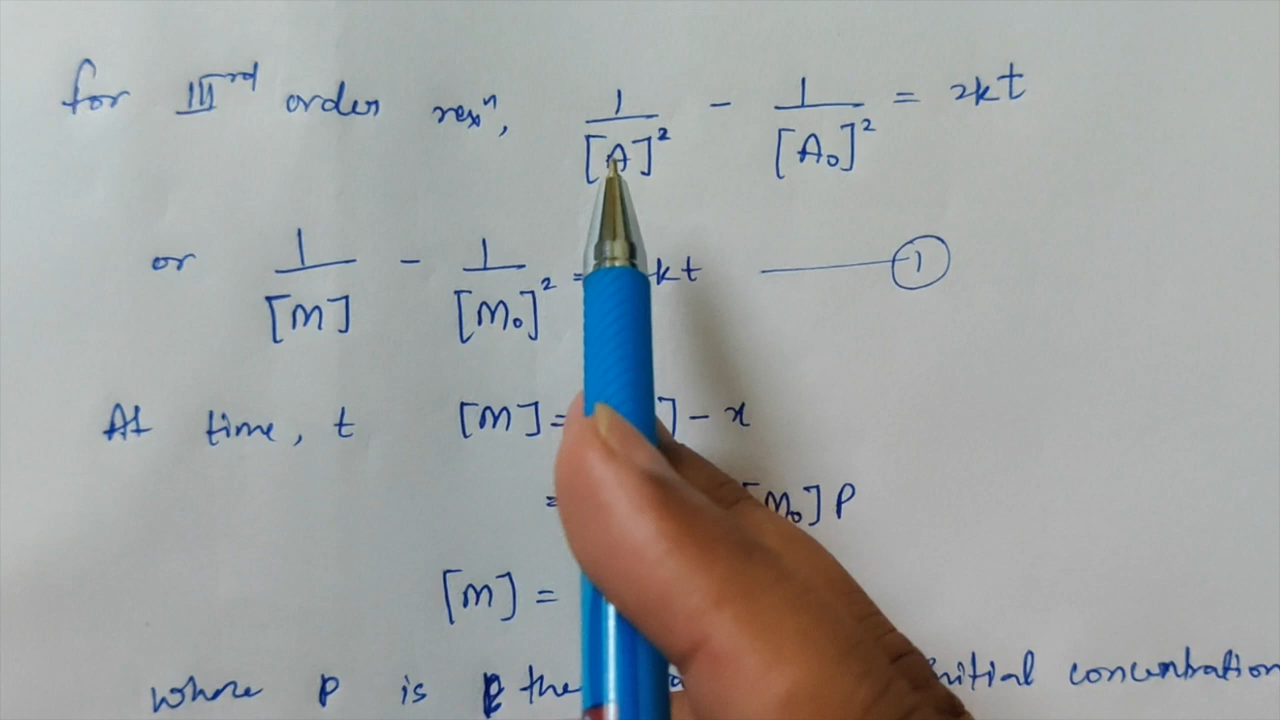 for IIIrd order rexn, 1/[A]² - 1/[A₀]² = 2kt
or 1/[M] - 1/[M₀]² = kt —— ①
At time, t [M] = ] - x
= [M₀] P
[M] =
where P is the initial concentration